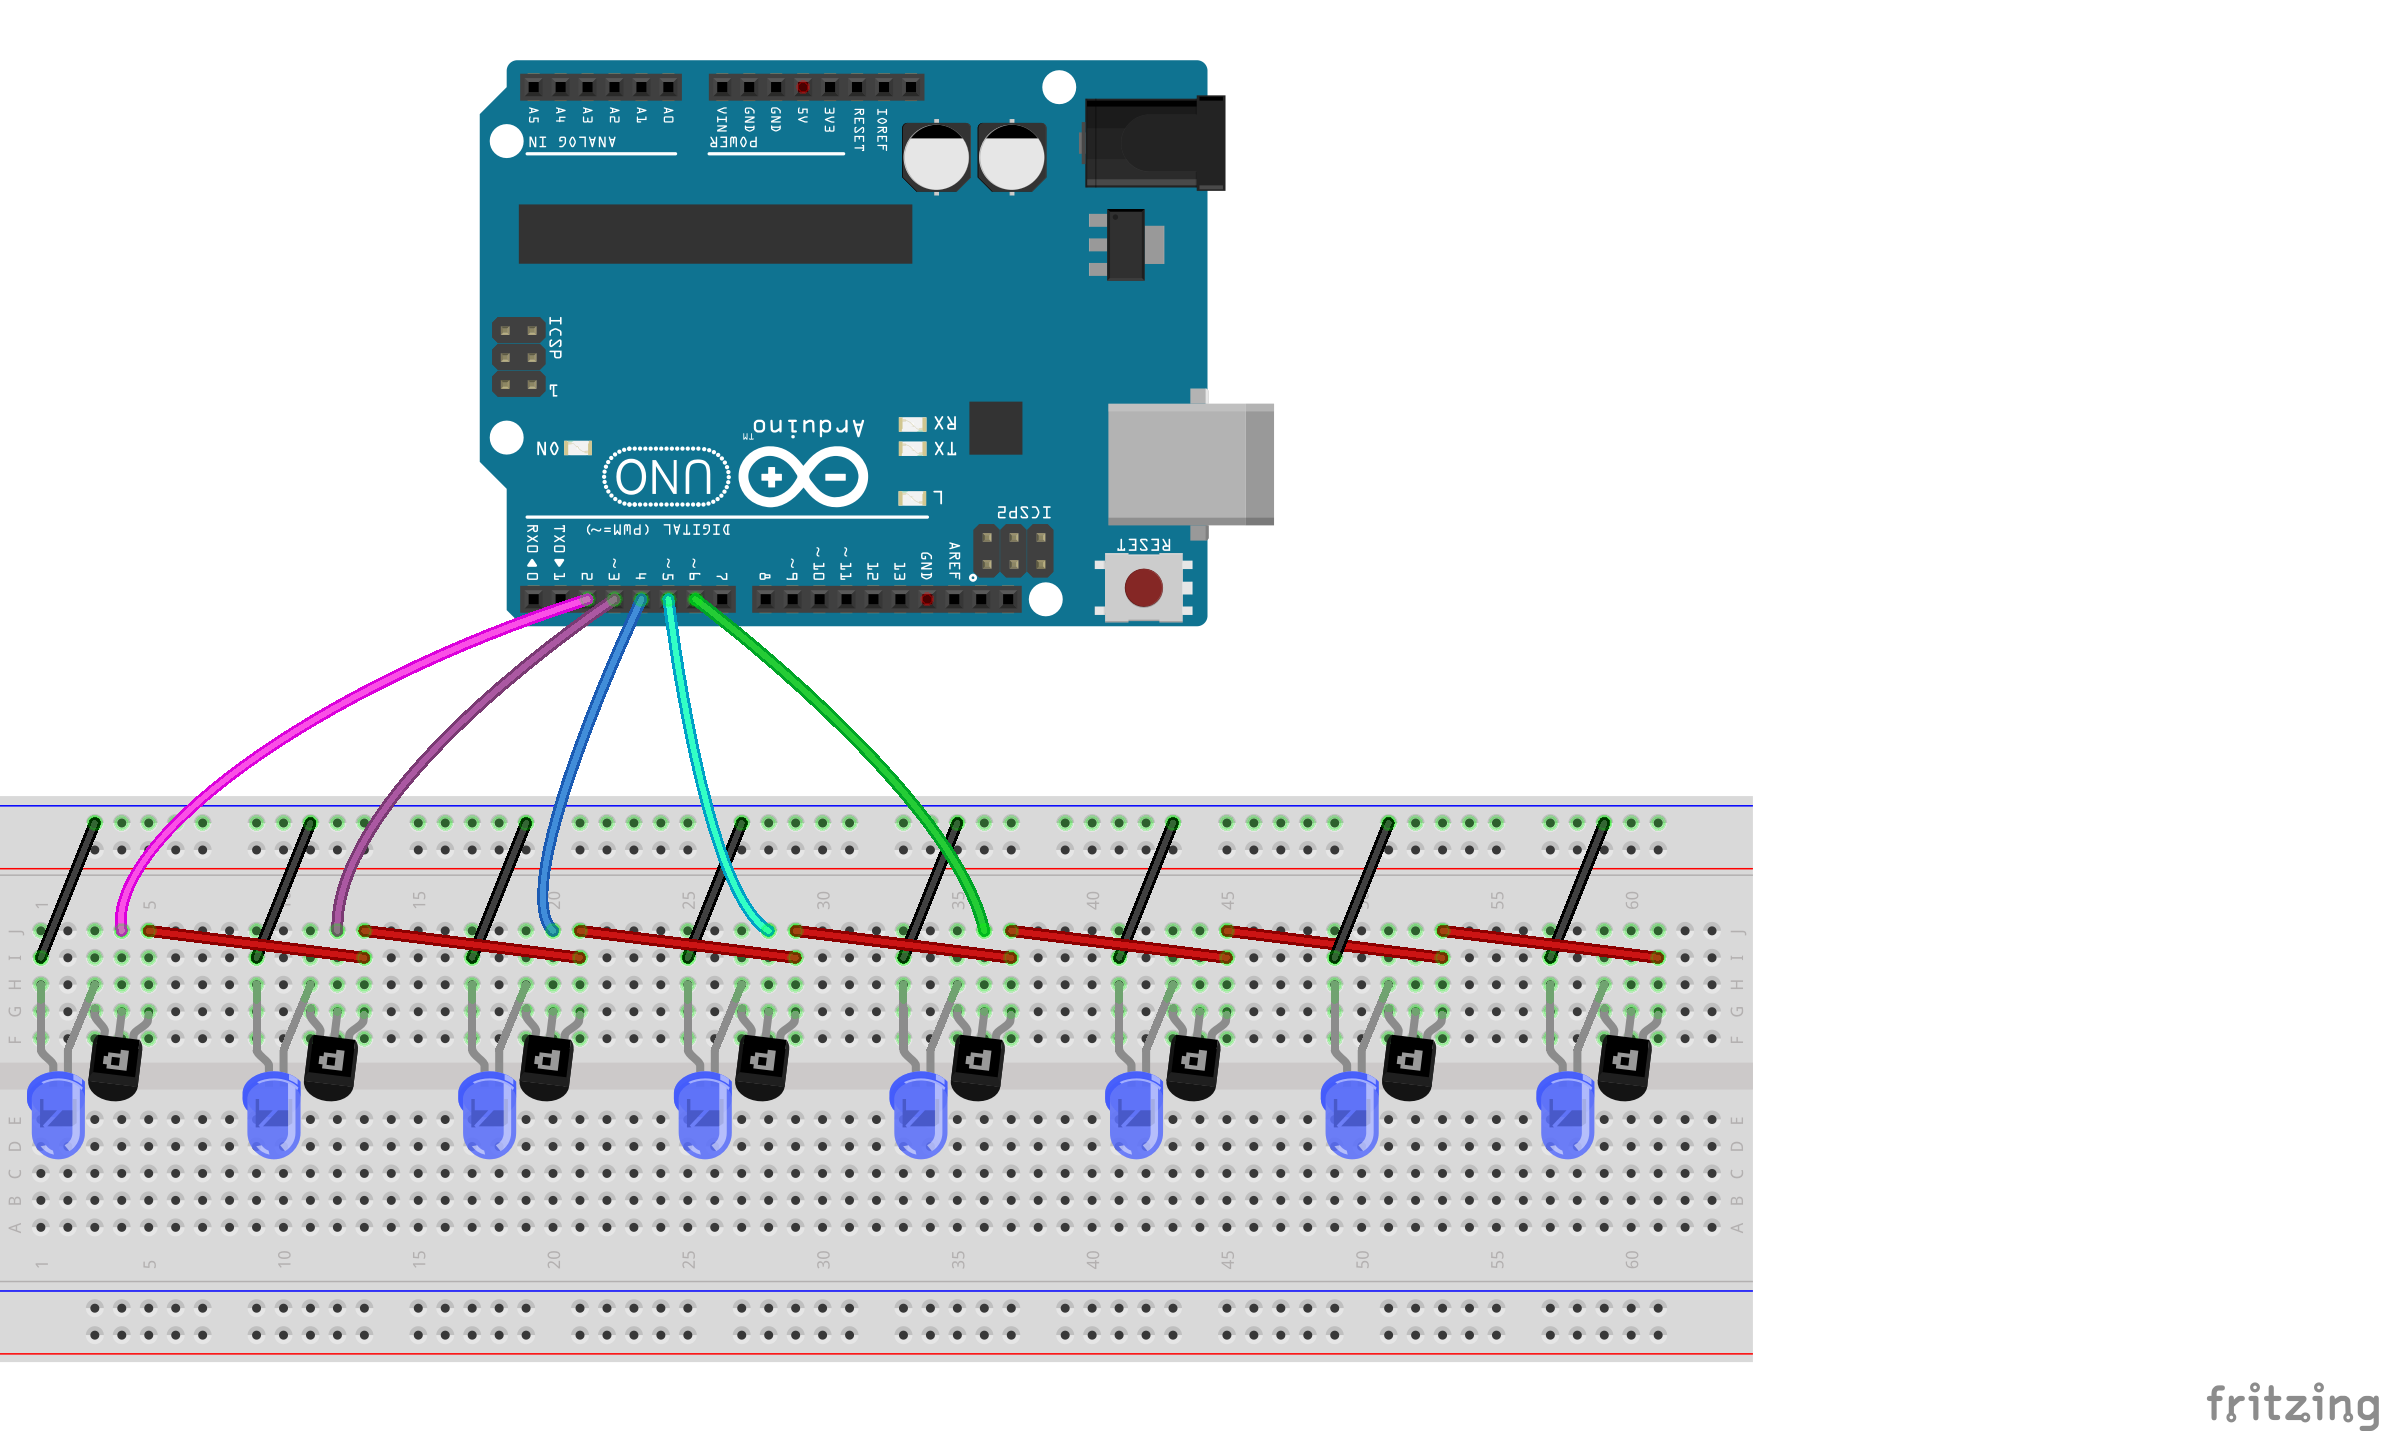 A5 A4 A3 A2 A1 A0 VIN GND GND 5V 3V3 RESET IOREF
ANALOG IN POWER
ICSP
1
Arduino
TM
RX
TX
ON
UNO
L
ICSP2
DIGITAL (PWM=~)
RESET
RX0 0 TX0 1 2 ~3 4 ~5 ~6 7 8 ~9 ~10 ~11 12 13 GND AREF
1 5 15 20 25 30 35 40 45 55 60
J J
I I
H H
G G
F F
E E
D D
C C
B B
A A
1 5 10 15 20 25 30 35 40 45 50 55 60
fritzing